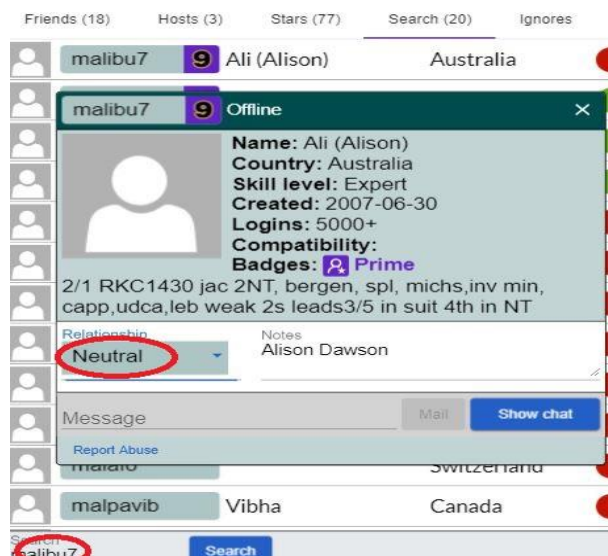 Friends (18) Hosts (3) Stars (77) Search (20) Ignores
malibu7 9 Ali (Alison) Australia
malibu7 9 Offline ×
Name: Ali (Alison)
Country: Australia
Skill level: Expert
Created: 2007-06-30
Logins: 5000+
Compatibility:
Badges: Prime
2/1 RKC1430 jac 2NT, bergen, spl, michs,inv min,
capp,udca,leb weak 2s leads3/5 in suit 4th in NT
Relationship Notes
Neutral Alison Dawson
Message Mail Show chat
Report Abuse
Switzerland
malpavib Vibha Canada
Search
malibu7 Search